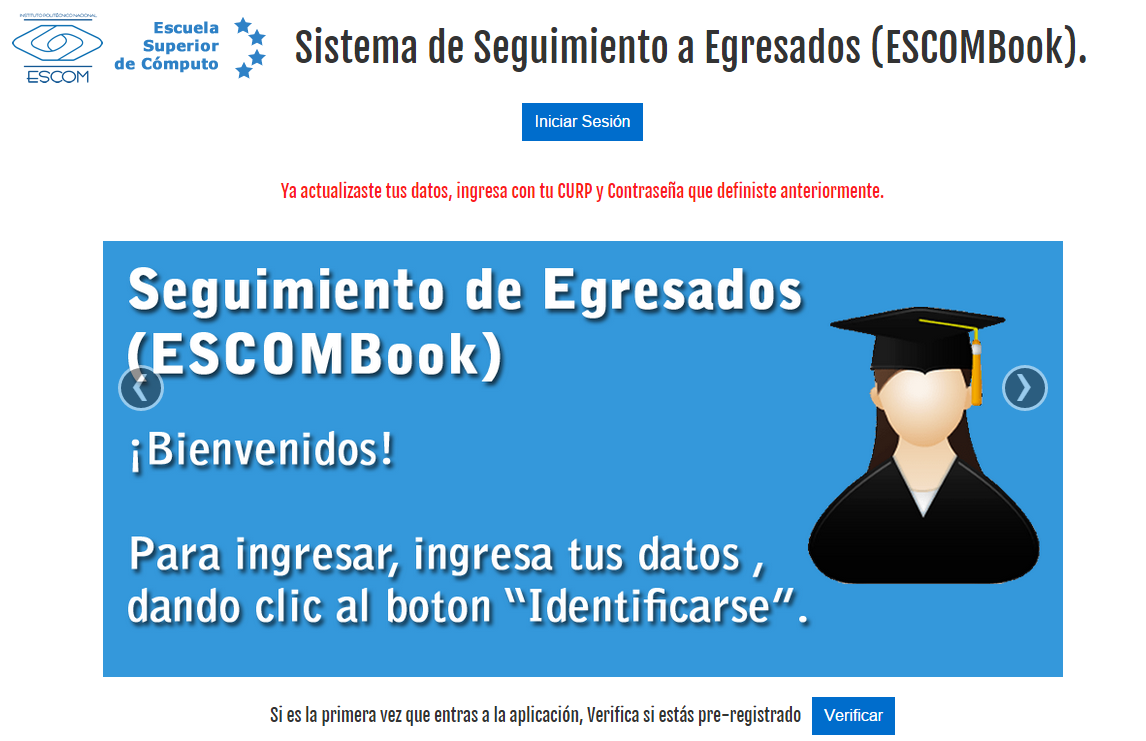 INSTITUTO POLITÉCNICO NACIONAL
ESCOM
Escuela
Superior
de Cómputo
Sistema de Seguimiento a Egresados (ESCOMBook).
Iniciar Sesión
Ya actualizaste tus datos, ingresa con tu CURP y Contraseña que definiste anteriormente.
Seguimiento de Egresados
(ESCOMBook)
¡Bienvenidos!
Para ingresar, ingresa tus datos ,
dando clic al boton “Identificarse”.
Si es la primera vez que entras a la aplicación, Verifica si estás pre-registrado
Verificar